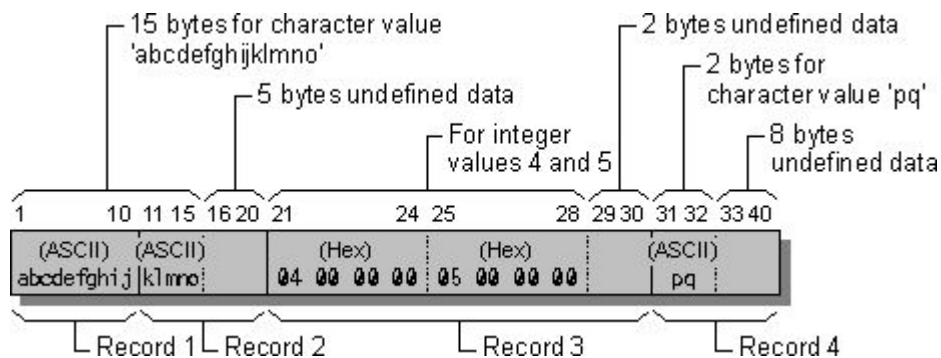 15 bytes for character value
'abcdefghijklmno'
2 bytes undefined data
5 bytes undefined data
2 bytes for
character value 'pq'
For integer
values 4 and 5
8 bytes
undefined data
1 10 11 15 16 20 21 24 25 28 29 30 31 32 33 40
(ASCII) (ASCII) (Hex) (Hex) (ASCII)
abcdefghij klmno 04 00 00 00 05 00 00 00 pq
Record 1 Record 2 Record 3 Record 4